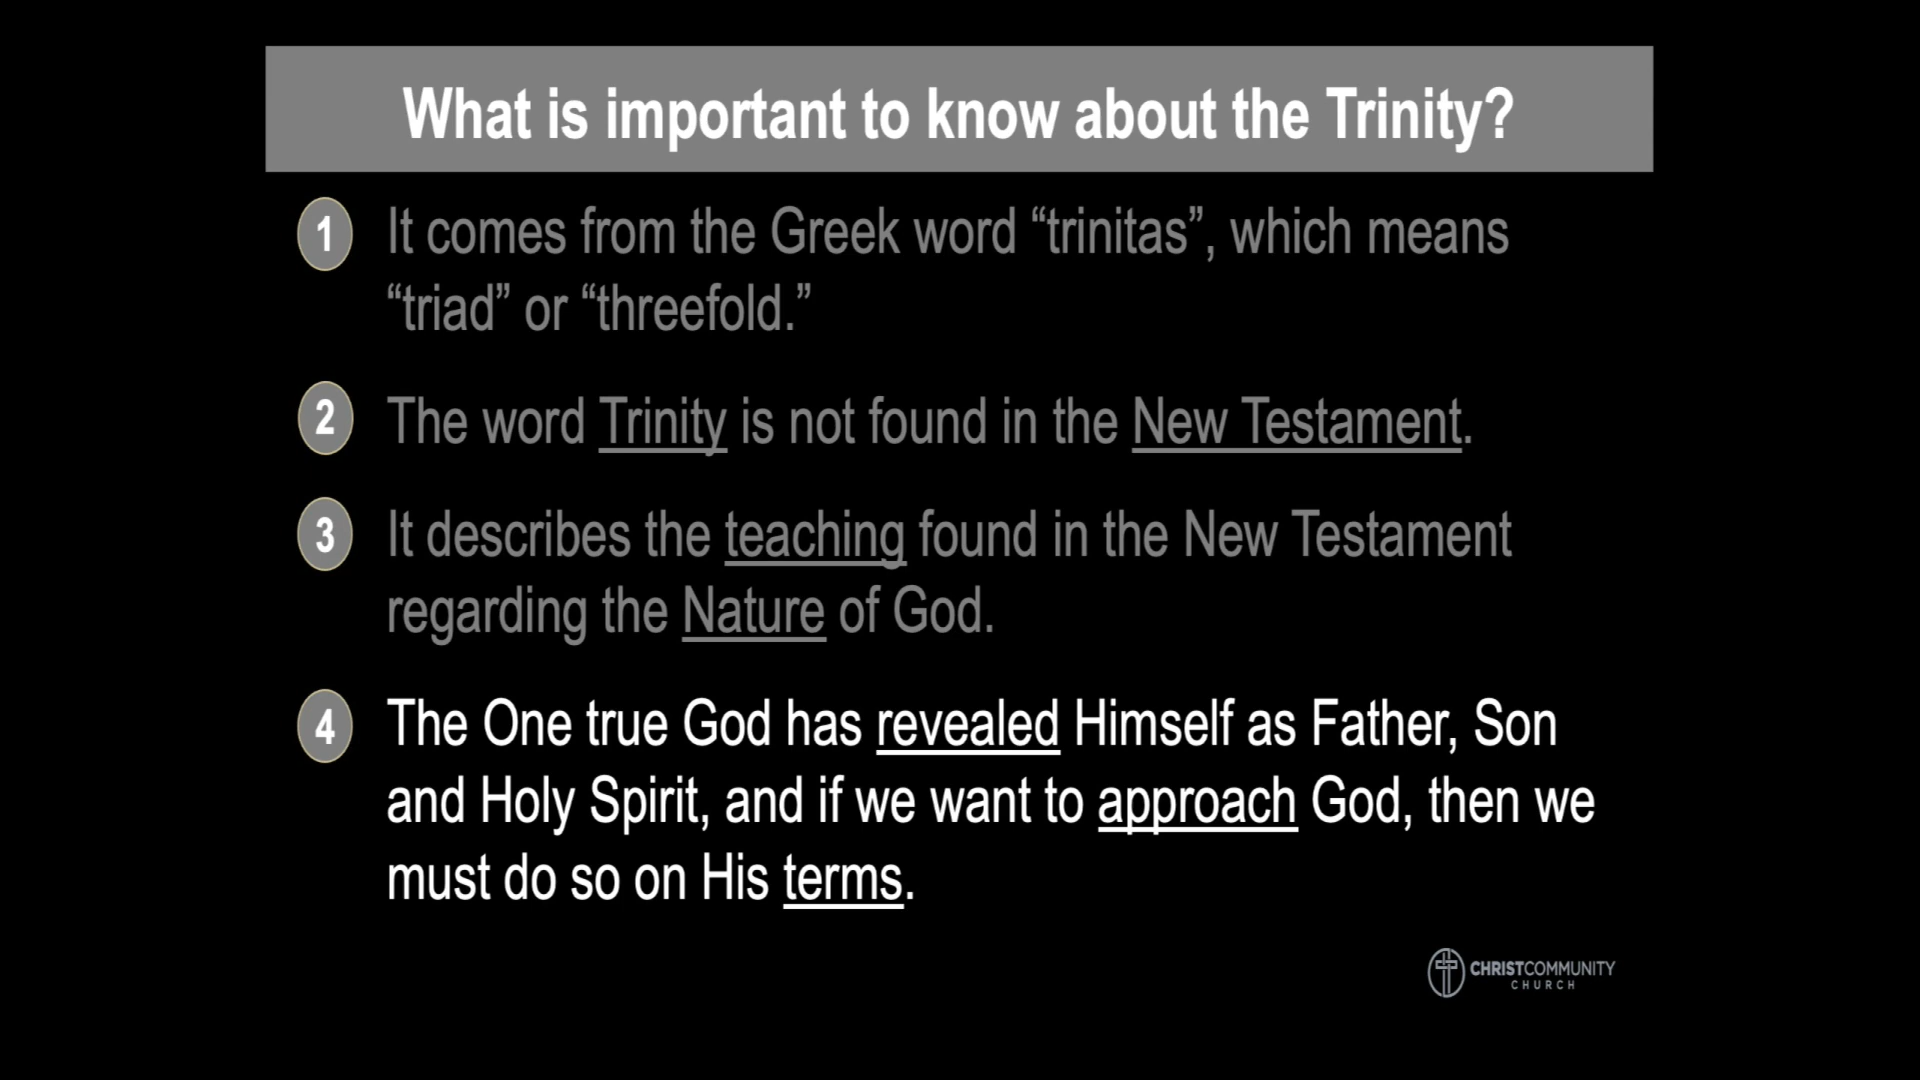 What is important to know about the Trinity?
1 It comes from the Greek word “trinitas”, which means
“triad” or “threefold.”
2 The word Trinity is not found in the New Testament.
3 It describes the teaching found in the New Testament
regarding the Nature of God.
4 The One true God has revealed Himself as Father, Son
and Holy Spirit, and if we want to approach God, then we
must do so on His terms.
CHRISTCOMMUNITY
CHURCH